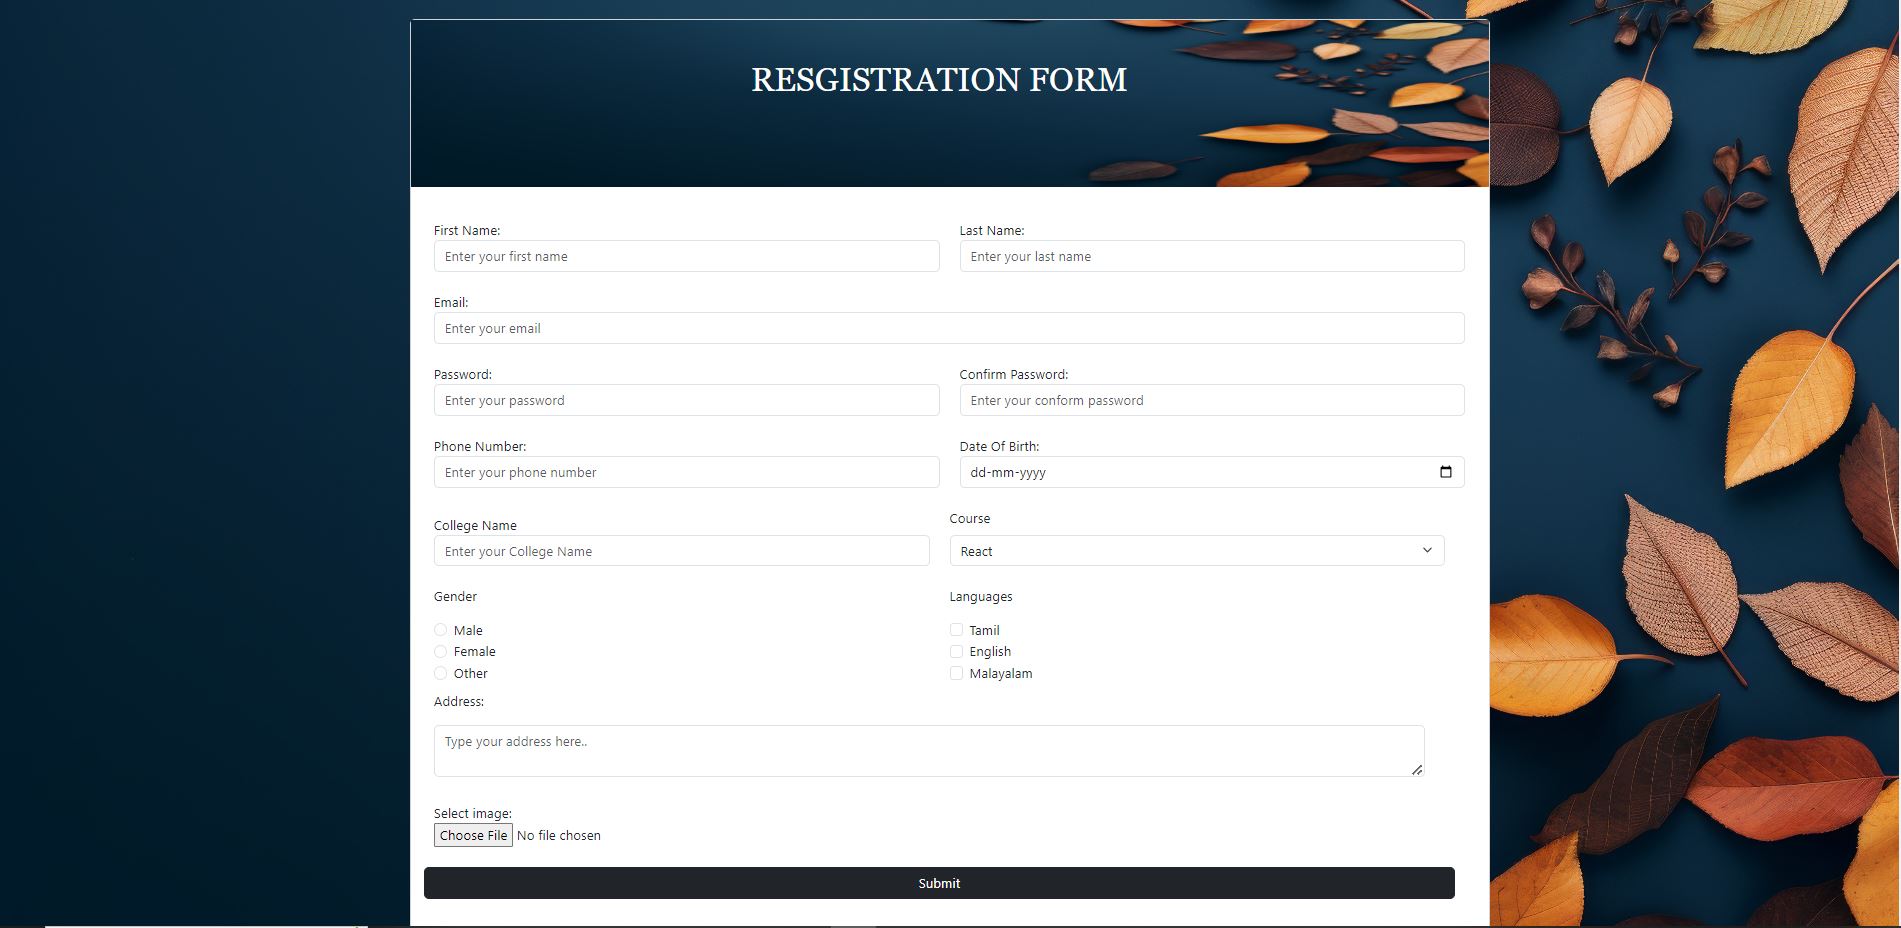 RESGISTRATION FORM
First Name: Last Name:
Enter your first name Enter your last name
Email:
Enter your email
Password: Confirm Password:
Enter your password Enter your conform password
Phone Number: Date Of Birth:
Enter your phone number dd-mm-yyyy
College Name Course
Enter your College Name React
Gender Languages
Male Tamil
Female English
Other Malayalam
Address:
Type your address here..
Select image:
Choose File No file chosen
Submit